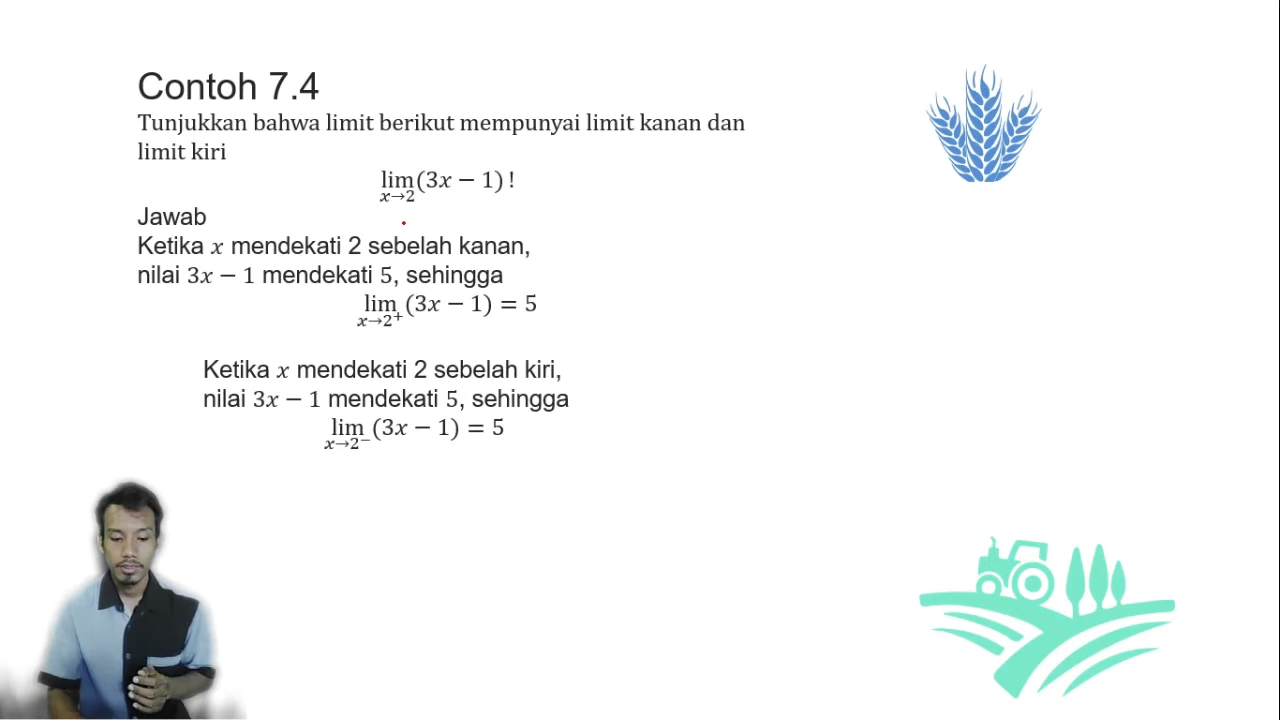 Contoh 7.4
Tunjukkan bahwa limit berikut mempunyai limit kanan dan
limit kiri
lim x→2 (3x − 1) !
Jawab
Ketika x mendekati 2 sebelah kanan,
nilai 3x − 1 mendekati 5, sehingga
lim x→2⁺ (3x − 1) = 5
Ketika x mendekati 2 sebelah kiri,
nilai 3x − 1 mendekati 5, sehingga
lim x→2⁻ (3x − 1) = 5